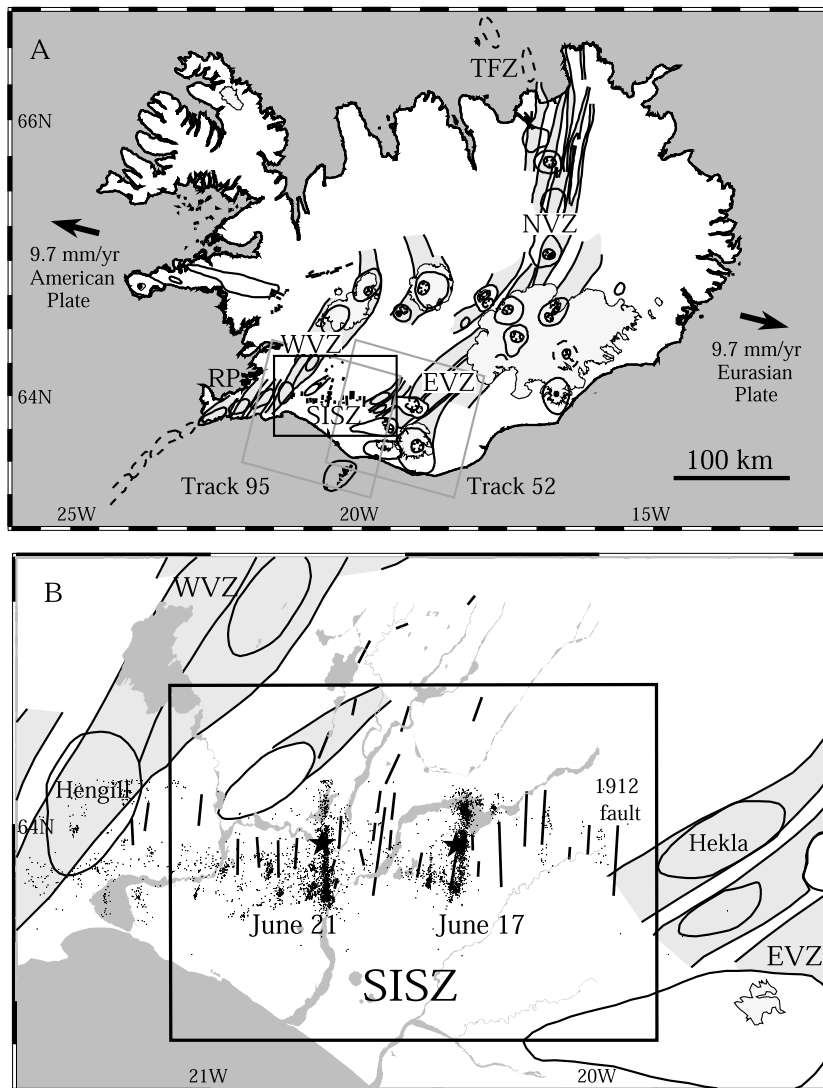 A
TFZ
66N
NVZ
9.7 mm/yr
American
Plate
WVZ
9.7 mm/yr
Eurasian
Plate
RP
EVZ
64N
SISZ
100 km
Track 95
Track 52
25W
20W
15W
B
WVZ
Hengill
1912
fault
64N
Hekla
June 21
June 17
EVZ
SISZ
21W
20W